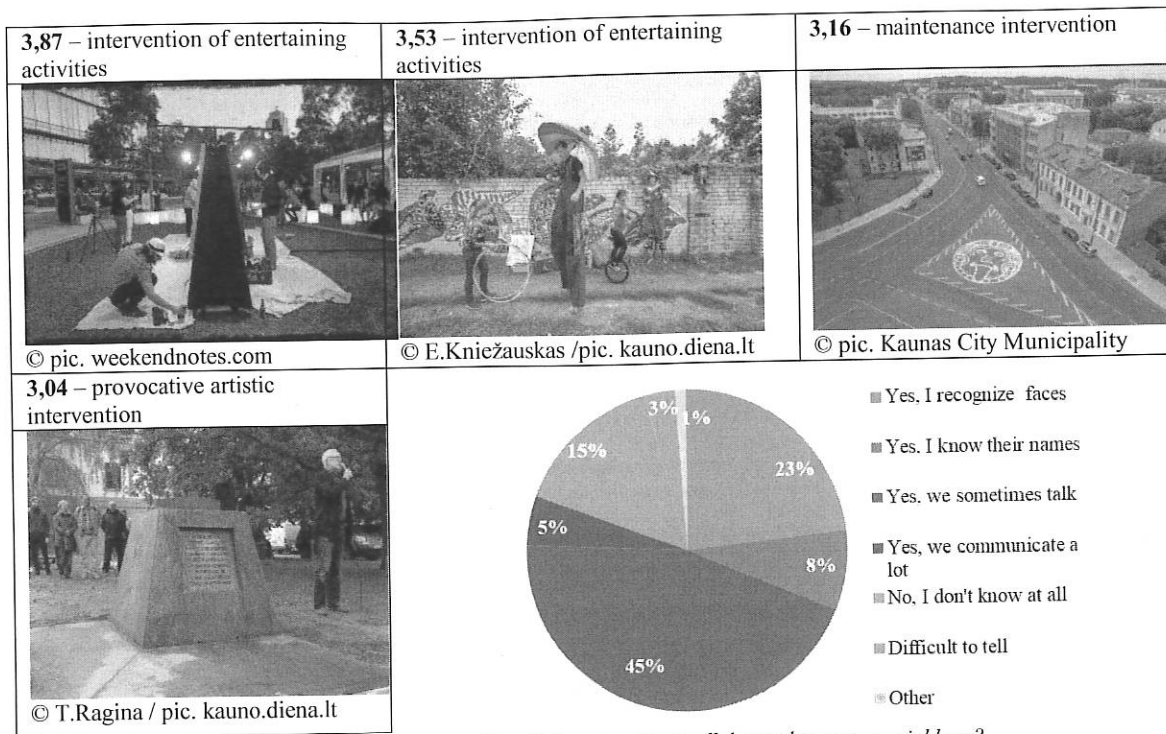 3,87 – intervention of entertaining
activities
3,53 – intervention of entertaining
activities
3,16 – maintenance intervention
© pic. weekendnotes.com
© E.Kniežauskas /pic. kauno.diena.lt
© pic. Kaunas City Municipality
3,04 – provocative artistic
intervention
© T.Ragina / pic. kauno.diena.lt
3%
1%
15%
23%
5%
8%
45%
Yes, I recognize faces
Yes. I know their names
Yes. we sometimes talk
Yes, we communicate a
lot
No, I don't know at all
Difficult to tell
Other